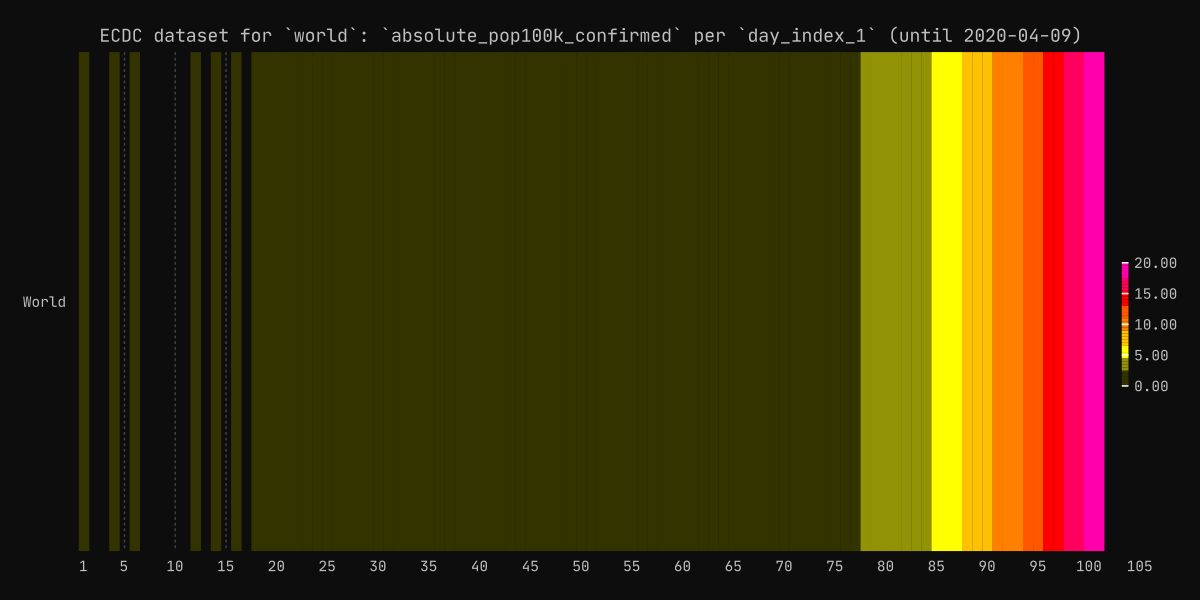 ECDC dataset for `world`: `absolute_pop100k_confirmed` per `day_index_1` (until 2020-04-09)
20.00
15.00
World
10.00
5.00
0.00
1 5 10 15 20 25 30 35 40 45 50 55 60 65 70 75 80 85 90 95 100 105